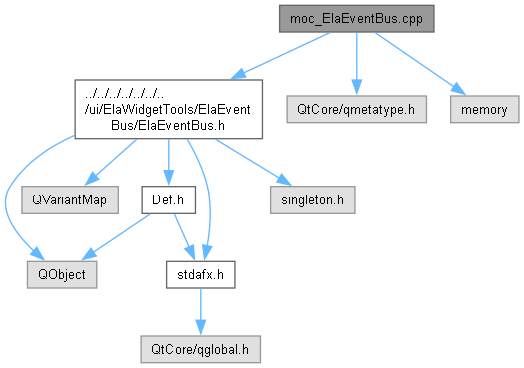 moc_ElaEventBus.cpp
../../../../../../..
/ui/ElaWidgetTools/ElaEvent
Bus/ElaEventBus.h
QtCore/qmetatype.h
memory
QVariantMap
Def.h
singleton.h
QObject
stdafx.h
QtCore/qglobal.h